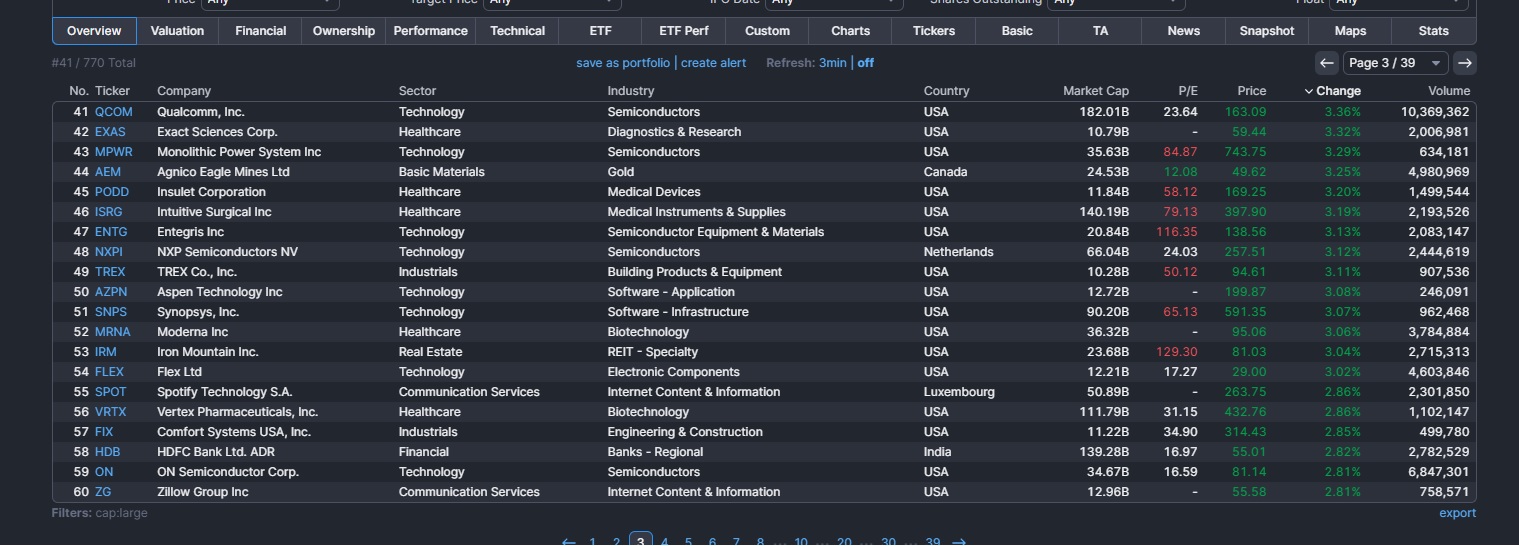 Price Any Target Price Any IPO Date Any Shares Outstanding Any Float Any
Overview Valuation Financial Ownership Performance Technical ETF ETF Perf Custom Charts Tickers Basic TA News Snapshot Maps Stats
#41 / 770 Total save as portfolio | create alert Refresh: 3min | off Page 3 / 39
No. Ticker Company Sector Industry Country Market Cap P/E Price Change Volume
41 QCOM Qualcomm, Inc. Technology Semiconductors USA 182.01B 23.64 163.09 3.36% 10,369,362
42 EXAS Exact Sciences Corp. Healthcare Diagnostics & Research USA 10.79B - 59.44 3.32% 2,006,981
43 MPWR Monolithic Power System Inc Technology Semiconductors USA 35.63B 84.87 743.75 3.29% 634,181
44 AEM Agnico Eagle Mines Ltd Basic Materials Gold Canada 24.53B 12.08 49.62 3.25% 4,980,969
45 PODD Insulet Corporation Healthcare Medical Devices USA 11.84B 58.12 169.25 3.20% 1,499,544
46 ISRG Intuitive Surgical Inc Healthcare Medical Instruments & Supplies USA 140.19B 79.13 397.90 3.19% 2,193,526
47 ENTG Entegris Inc Technology Semiconductor Equipment & Materials USA 20.84B 116.35 138.56 3.13% 2,083,147
48 NXPI NXP Semiconductors NV Technology Semiconductors Netherlands 66.04B 24.03 257.51 3.12% 2,444,619
49 TREX TREX Co., Inc. Industrials Building Products & Equipment USA 10.28B 50.12 94.61 3.11% 907,536
50 AZPN Aspen Technology Inc Technology Software - Application USA 12.72B - 199.87 3.08% 246,091
51 SNPS Synopsys, Inc. Technology Software - Infrastructure USA 90.20B 65.13 591.35 3.07% 962,468
52 MRNA Moderna Inc Healthcare Biotechnology USA 36.32B - 95.06 3.06% 3,784,884
53 IRM Iron Mountain Inc. Real Estate REIT - Specialty USA 23.68B 129.30 81.03 3.04% 2,715,313
54 FLEX Flex Ltd Technology Electronic Components USA 12.21B 17.27 29.00 3.02% 4,603,846
55 SPOT Spotify Technology S.A. Communication Services Internet Content & Information Luxembourg 50.89B - 263.75 2.86% 2,301,850
56 VRTX Vertex Pharmaceuticals, Inc. Healthcare Biotechnology USA 111.79B 31.15 432.76 2.86% 1,102,147
57 FIX Comfort Systems USA, Inc. Industrials Engineering & Construction USA 11.22B 34.90 314.43 2.85% 499,780
58 HDB HDFC Bank Ltd. ADR Financial Banks - Regional India 139.28B 16.97 55.01 2.82% 2,782,529
59 ON ON Semiconductor Corp. Technology Semiconductors USA 34.67B 16.59 81.14 2.81% 6,847,301
60 ZG Zillow Group Inc Communication Services Internet Content & Information USA 12.96B - 55.58 2.81% 758,571
Filters: cap:large export
1 2 3 4 5 6 7 8 ... 10 ... 20 ... 30 ... 39